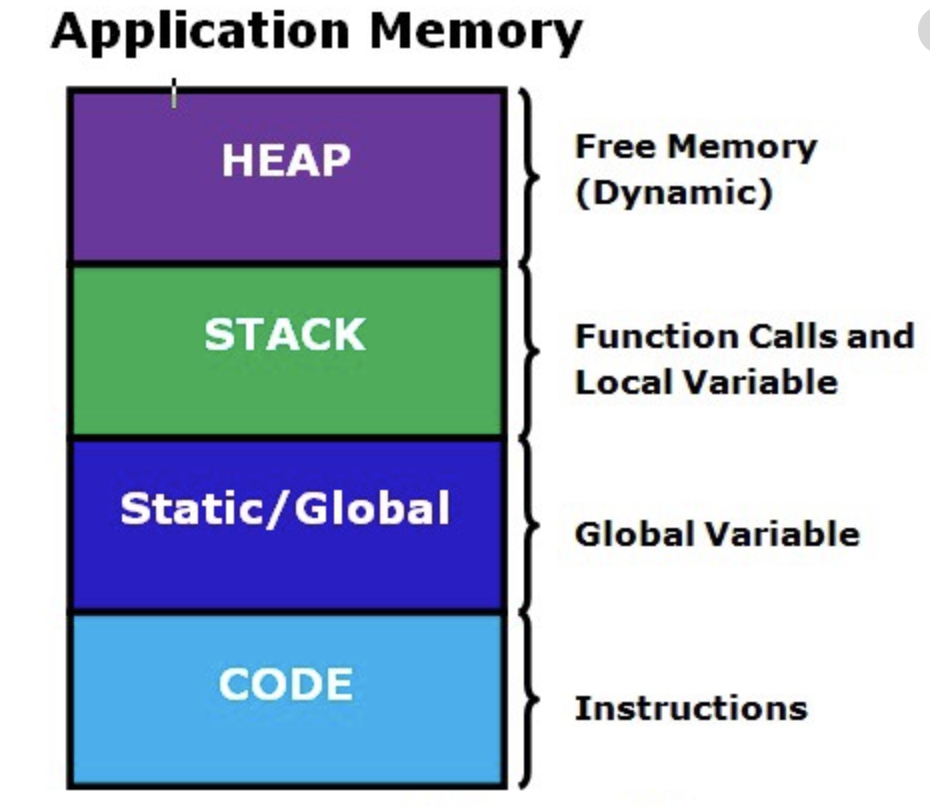 Application Memory
HEAP
Free Memory
(Dynamic)
STACK
Function Calls and
Local Variable
Static/Global
Global Variable
CODE
Instructions